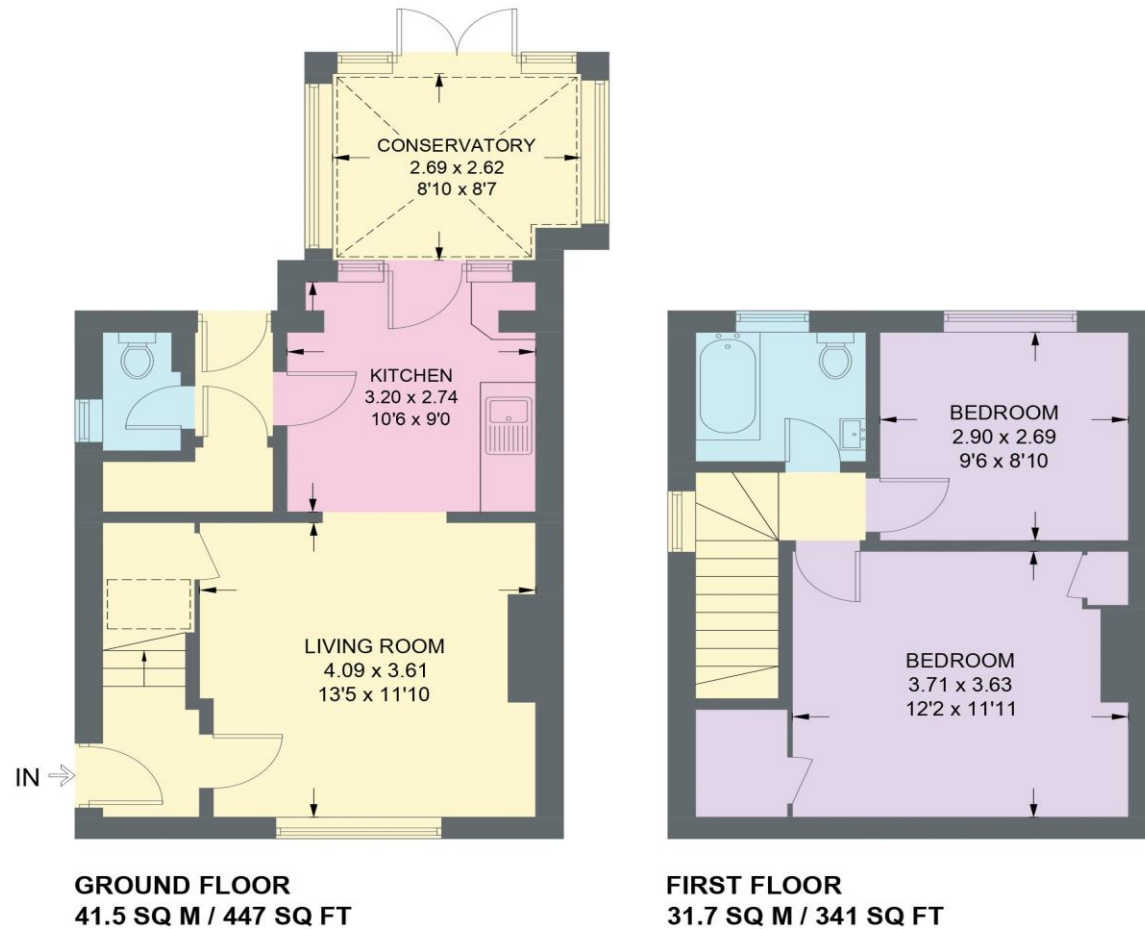 CONSERVATORY
2.69 x 2.62
8'10 x 8'7
KITCHEN
3.20 x 2.74
10'6 x 9'0
LIVING ROOM
4.09 x 3.61
13'5 x 11'10
IN
GROUND FLOOR
41.5 SQ M / 447 SQ FT
BEDROOM
2.90 x 2.69
9'6 x 8'10
BEDROOM
3.71 x 3.63
12'2 x 11'11
FIRST FLOOR
31.7 SQ M / 341 SQ FT